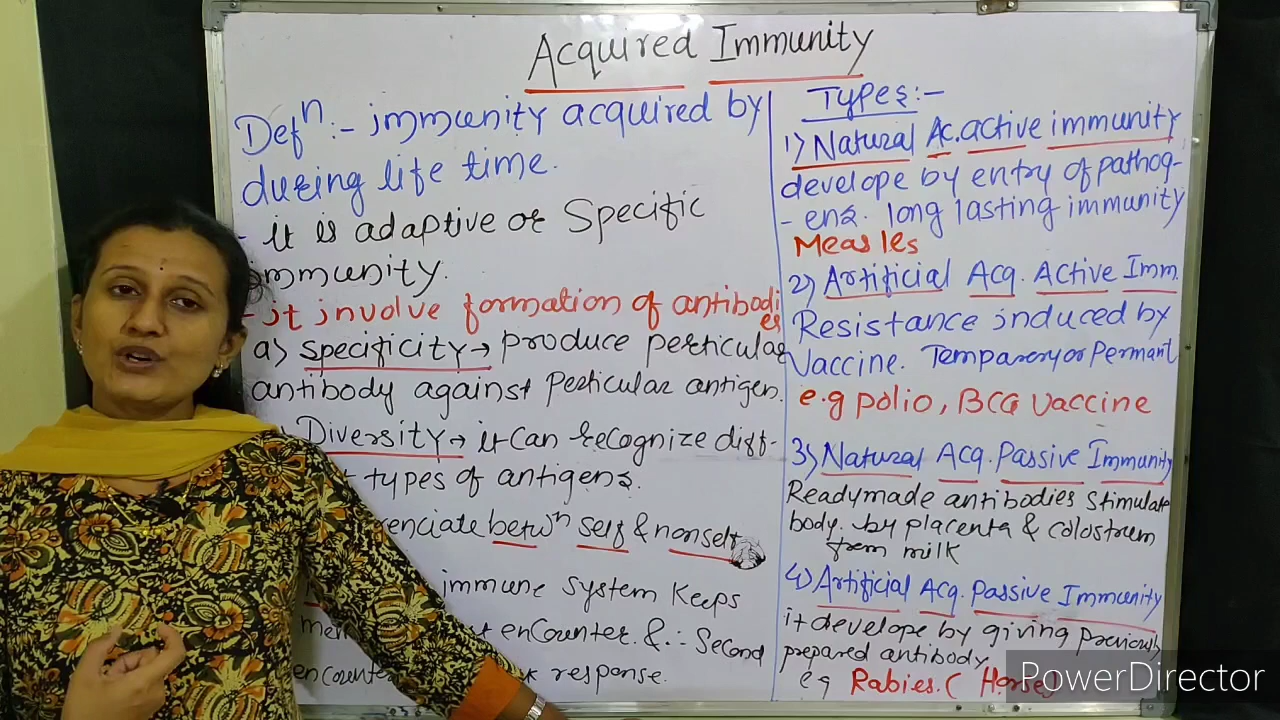 Acquired Immunity
Defn:- immunity acquired by
during life time.
- it is adaptive or Specific
immunity.
- it involve formation of antibodi
es
a) specificity → produce perticular
antibody against Perticular antigen.
Diversity → it can recognize diff-
types of antigens.
betwn self & nonself
immune system keeps
encounter. & ∴ Second
response.
Types:-
1) Natural Ac. active immunity
develope by entry of pathog-
- ens. long lasting immunity
Measles
2) Artificial Acq. Active Imm.
Resistance induced by
Vaccine. Temparery or Permant
e.g polio, BCG Vaccine
3) Natural Acq. Passive Immunity
Readymade antibodies stimulate
body. by placenta & colostrum
from milk
4) Artificial Acq. Passive Immunity
it develope by giving previously
prepared antibody
eg Rabies. ( Horse)
PowerDirector